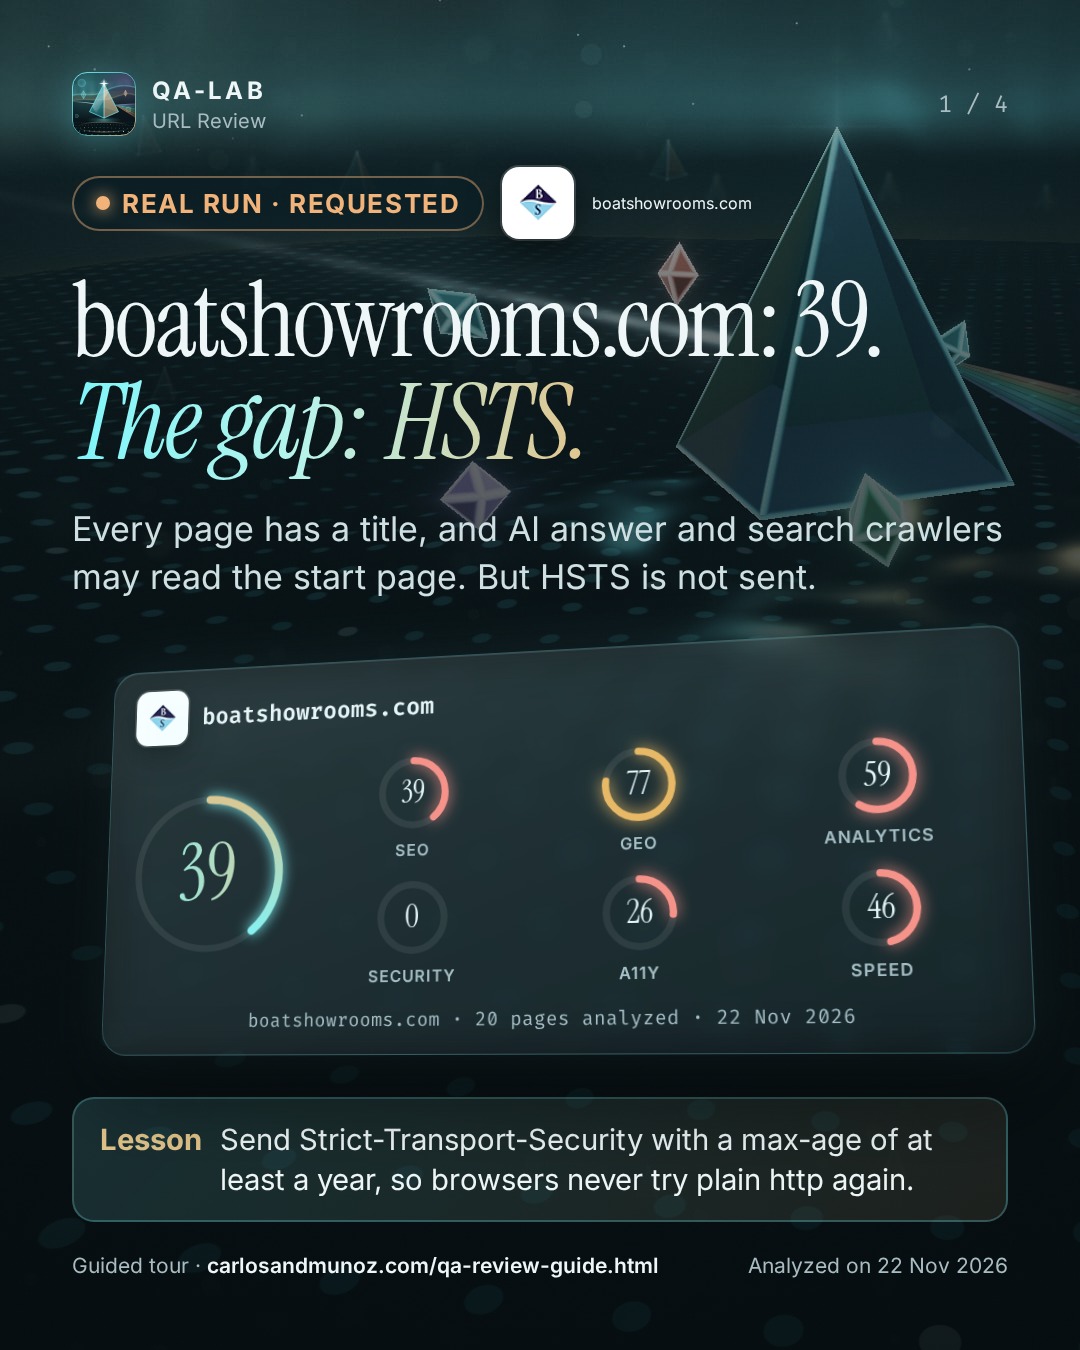 QA-LAB
URL Review
1 / 4
REAL RUN · REQUESTED
B
S
boatshowrooms.com
boatshowrooms.com: 39.
The gap: HSTS.
Every page has a title, and AI answer and search crawlers
may read the start page. But HSTS is not sent.
B
S
boatshowrooms.com
39
39
SEO
77
GEO
59
ANALYTICS
0
SECURITY
26
A11Y
46
SPEED
boatshowrooms.com · 20 pages analyzed · 22 Nov 2026
Lesson Send Strict-Transport-Security with a max-age of at
least a year, so browsers never try plain http again.
Guided tour · carlosandmunoz.com/qa-review-guide.html
Analyzed on 22 Nov 2026